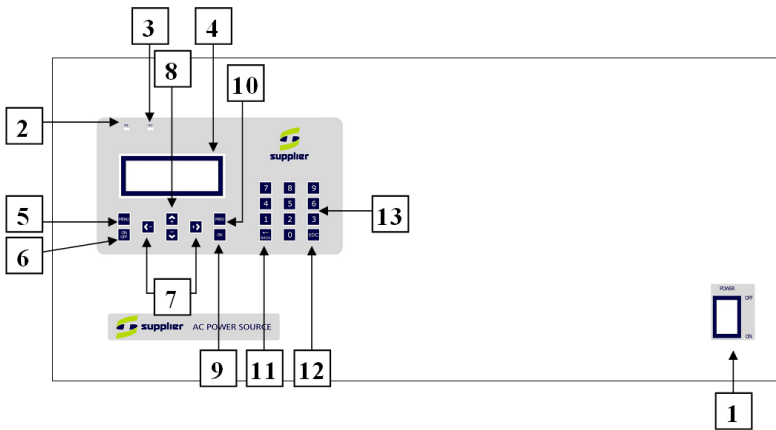 3
4
8
10
2
supplier
7 8 9
4 5 6
13
5
MENU
PREV
1 2 3
6
ON
OFF
-
+
OK
BACK
0
ESC
7
POWER
OFF
ON
supplier AC POWER SOURCE
9
11
12
1